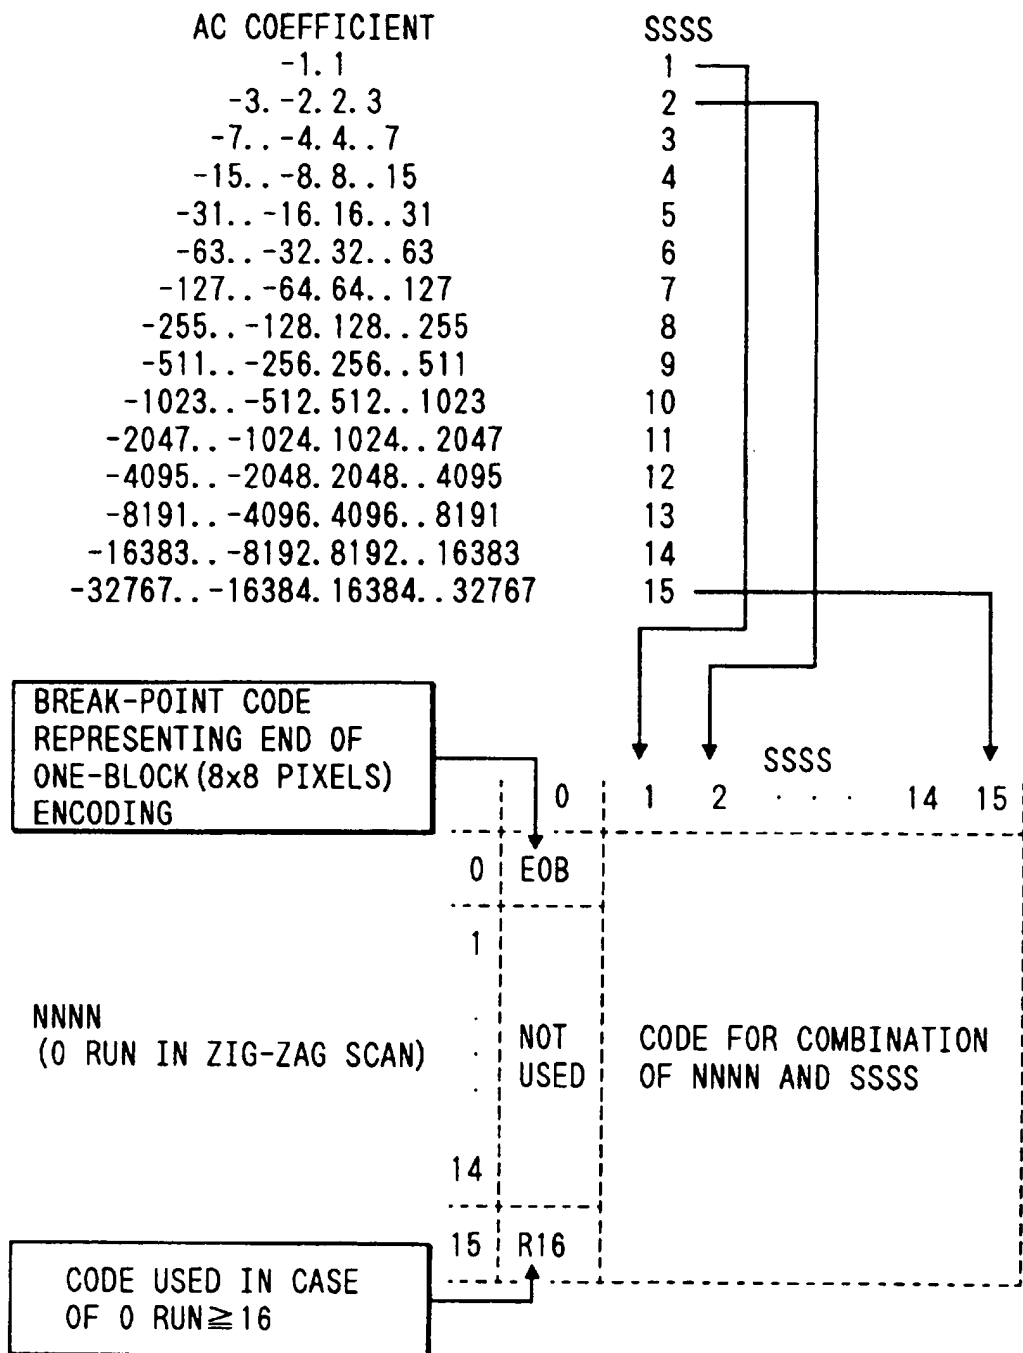 AC COEFFICIENT SSSS
-1. 1 1
-3. -2. 2. 3 2
-7.. -4. 4.. 7 3
-15.. -8. 8.. 15 4
-31.. -16. 16.. 31 5
-63.. -32. 32.. 63 6
-127.. -64. 64.. 127 7
-255.. -128. 128.. 255 8
-511.. -256. 256.. 511 9
-1023.. -512. 512.. 1023 10
-2047.. -1024. 1024.. 2047 11
-4095.. -2048. 2048.. 4095 12
-8191.. -4096. 4096.. 8191 13
-16383.. -8192. 8192.. 16383 14
-32767.. -16384. 16384.. 32767 15
BREAK-POINT CODE
REPRESENTING END OF
ONE-BLOCK (8x8 PIXELS)
ENCODING
SSSS
0 1 2 · · · 14 15
0 EOB
1
NNNN
(0 RUN IN ZIG-ZAG SCAN)
·
·
·
NOT
USED
CODE FOR COMBINATION
OF NNNN AND SSSS
14
15 R16
CODE USED IN CASE
OF 0 RUN≧16